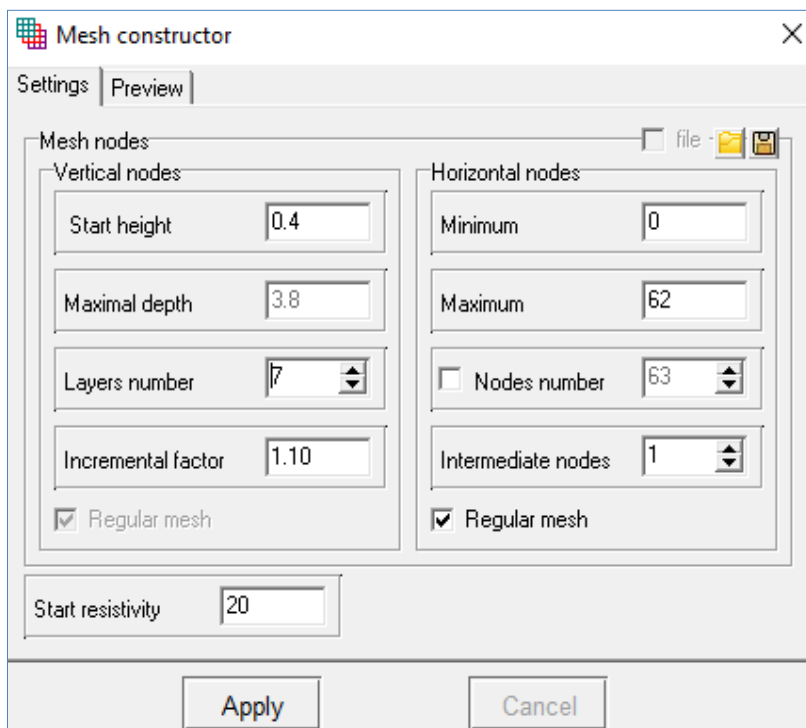 Mesh constructor
Settings Preview
Mesh nodes file
Vertical nodes
Start height 0.4
Maximal depth 3.8
Layers number 7
Incremental factor 1.10
Regular mesh
Horizontal nodes
Minimum 0
Maximum 62
Nodes number 63
Intermediate nodes 1
Regular mesh
Start resistivity 20
Apply Cancel